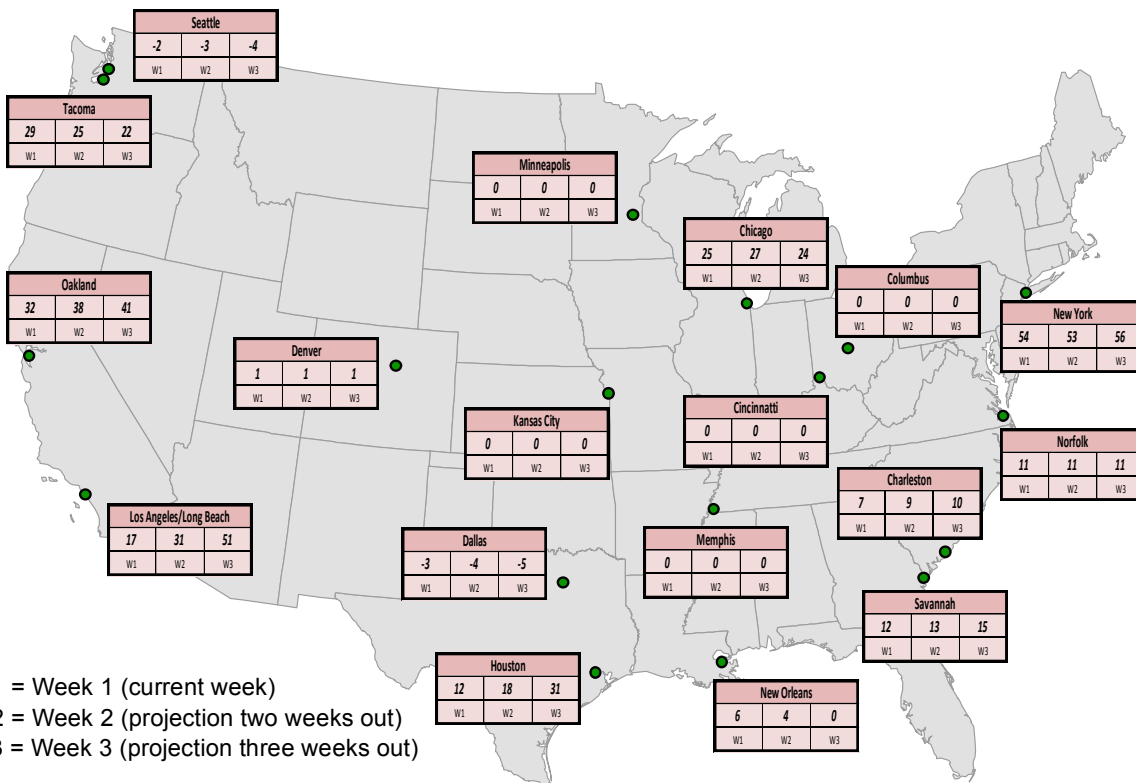 Seattle
-2 -3 -4
W1 W2 W3
Tacoma
29 25 22
W1 W2 W3
Minneapolis
0 0 0
W1 W2 W3
Chicago
25 27 24
W1 W2 W3
Columbus
0 0 0
W1 W2 W3
Oakland
32 38 41
W1 W2 W3
New York
54 53 56
W1 W2 W3
Denver
1 1 1
W1 W2 W3
Kansas City
0 0 0
W1 W2 W3
Cincinnatti
0 0 0
W1 W2 W3
Norfolk
11 11 11
W1 W2 W3
Charleston
7 9 10
W1 W2 W3
Los Angeles/Long Beach
17 31 51
W1 W2 W3
Dallas
-3 -4 -5
W1 W2 W3
Memphis
0 0 0
W1 W2 W3
Savannah
12 13 15
W1 W2 W3
Houston
12 18 31
W1 W2 W3
New Orleans
6 4 0
W1 W2 W3
= Week 1 (current week)
2 = Week 2 (projection two weeks out)
3 = Week 3 (projection three weeks out)